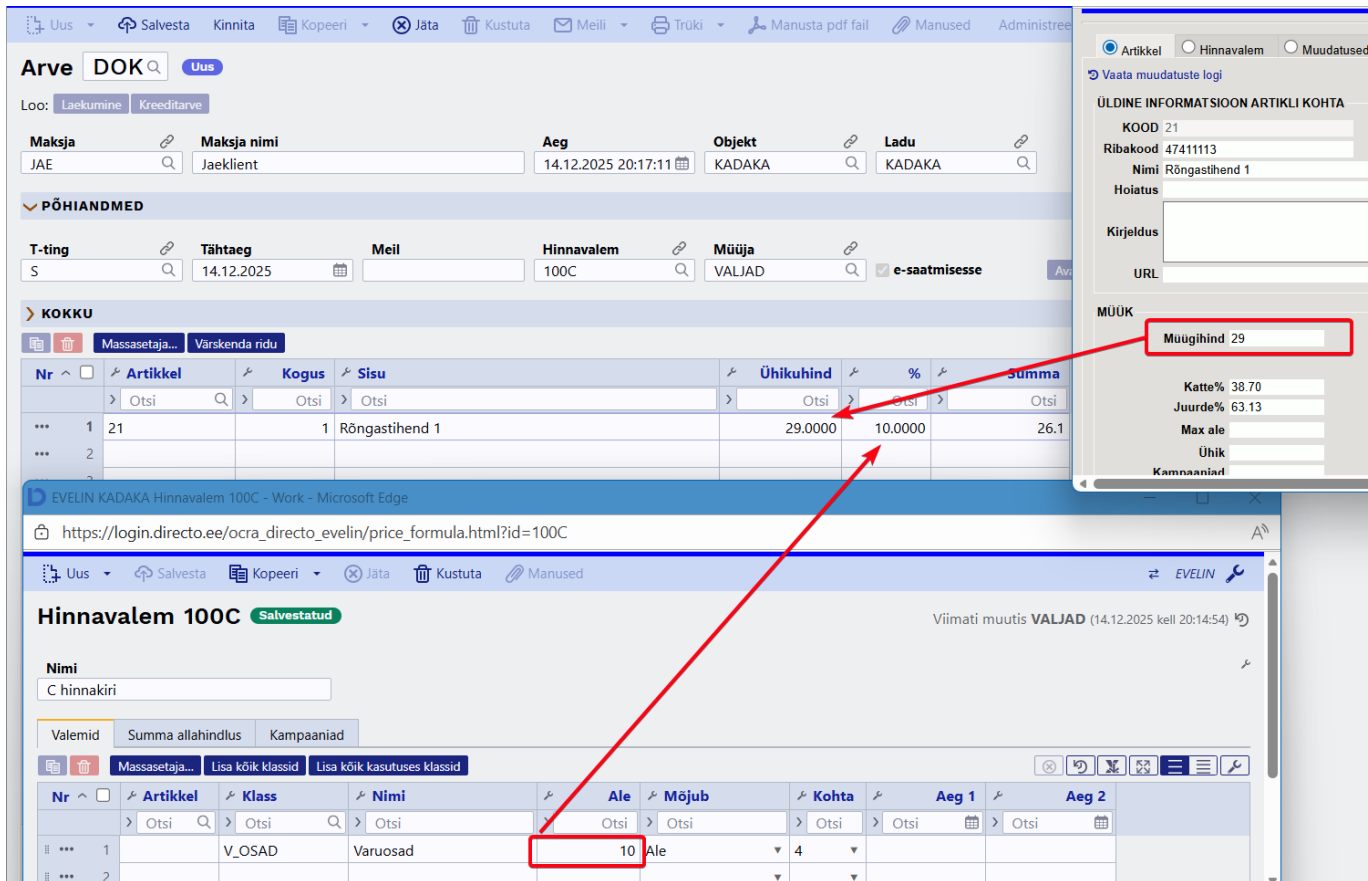 Uus Salvesta Kinnita Kopeeri Jäta Kustuta Meili Trüki Manusta pdf fail Manused Administree
Arve DOK Uus
Loo: Laekumine Kreeditarve
Maksja Maksja nimi Aeg Objekt Ladu
JAE Jaeklient 14.12.2025 20:17:11 KADAKA KADAKA
PÕHIANDMED
T-ting Tähtaeg Meil Hinnavalem Müüja
S 14.12.2025 100C VALJAD e-saatmisesse Ava
KOKKU
Massasetaja... Värskenda ridu
Nr Artikkel Kogus Sisu Ühikuhind % Summa
Otsi Otsi Otsi Otsi Otsi Otsi
1 21 1 Rõngastihend 1 29.0000 10.0000 26.1
2
Artikkel Hinnavalem Muudatused
Vaata muudatuste logi
ÜLDINE INFORMATSIOON ARTIKLI KOHTA
KOOD 21
Ribakood 47411113
Nimi Rõngastihend 1
Hoiatus
Kirjeldus
URL
MÜÜK
Müügihind 29
Katte% 38.70
Juurde% 63.13
Max ale
Ühik
Kampaaniad
EVELIN KADAKA Hinnavalem 100C - Work - Microsoft Edge
https://login.directo.ee/ocra_directo_evelin/price_formula.html?id=100C
Uus Salvesta Kopeeri Jäta Kustuta Manused EVELIN
Hinnavalem 100C Salvestatud Viimati muutis VALJAD (14.12.2025 kell 20:14:54)
Nimi
C hinnakiri
Valemid Summa allahindlus Kampaaniad
Massasetaja... Lisa kõik klassid Lisa kõik kasutuses klassid
Nr Artikkel Klass Nimi Ale Mõjub Kohta Aeg 1 Aeg 2
Otsi Otsi Otsi Otsi Otsi Otsi Otsi Otsi
1 V_OSAD Varuosad 10 Ale 4
2